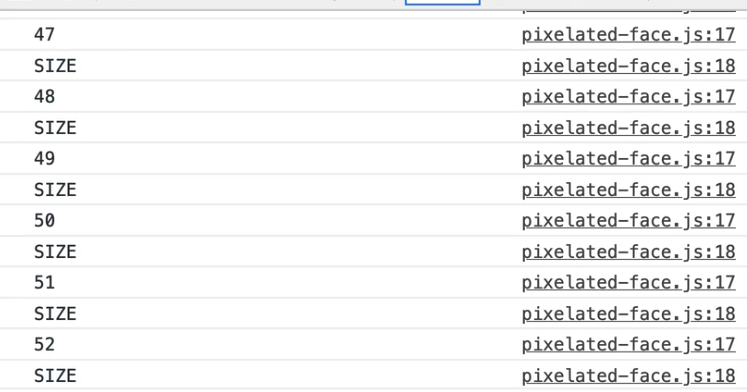 47 pixelated-face.js:17
SIZE pixelated-face.js:18
48 pixelated-face.js:17
SIZE pixelated-face.js:18
49 pixelated-face.js:17
SIZE pixelated-face.js:18
50 pixelated-face.js:17
SIZE pixelated-face.js:18
51 pixelated-face.js:17
SIZE pixelated-face.js:18
52 pixelated-face.js:17
SIZE pixelated-face.js:18